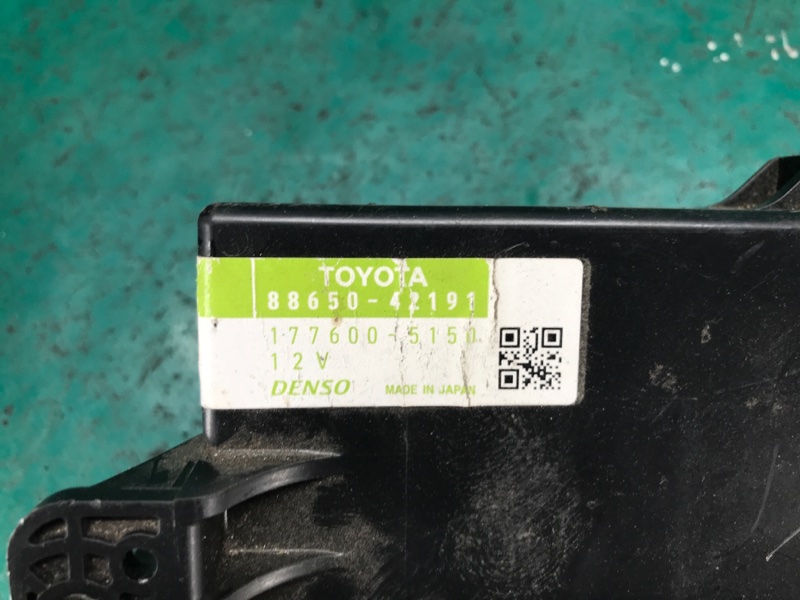 TOYOTA
88650-42191
177600-5150
12V
DENSO MADE IN JAPAN